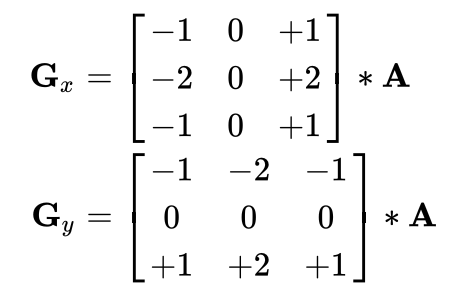 −1 0 +1
G_x = −2 0 +2 * A
−1 0 +1
−1 −2 −1
G_y = 0 0 0 * A
+1 +2 +1